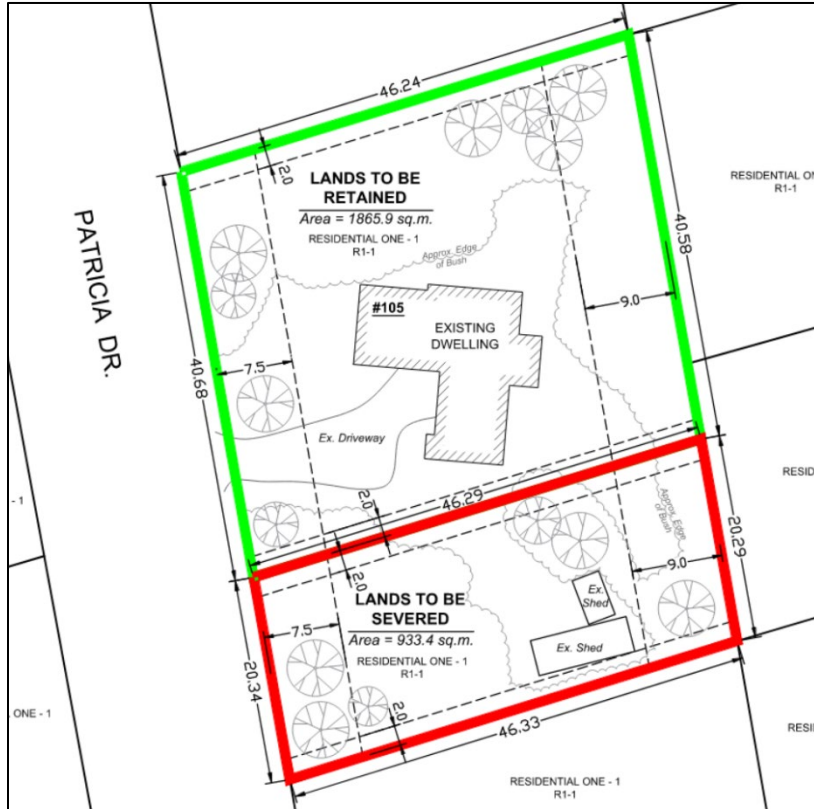 46.24
2.0
LANDS TO BE
RETAINED
Area = 1865.9 sq.m.
RESIDENTIAL ONE - 1
R1-1
RESIDENTIAL ON
R1-1
PATRICIA DR.
Approx. Edge
of Bush
40.58
#105
EXISTING
DWELLING
9.0
7.5
40.68
Ex. Driveway
2.0
46.29
RESID
- 1
Approx. Edge
of Bush
20.29
2.0
9.0
LANDS TO BE
SEVERED
Area = 933.4 sq.m.
RESIDENTIAL ONE - 1
R1-1
Ex.
Shed
Ex. Shed
7.5
20.34
2.0
46.33
ONE - 1
RESI
RESIDENTIAL ONE - 1
R1-1